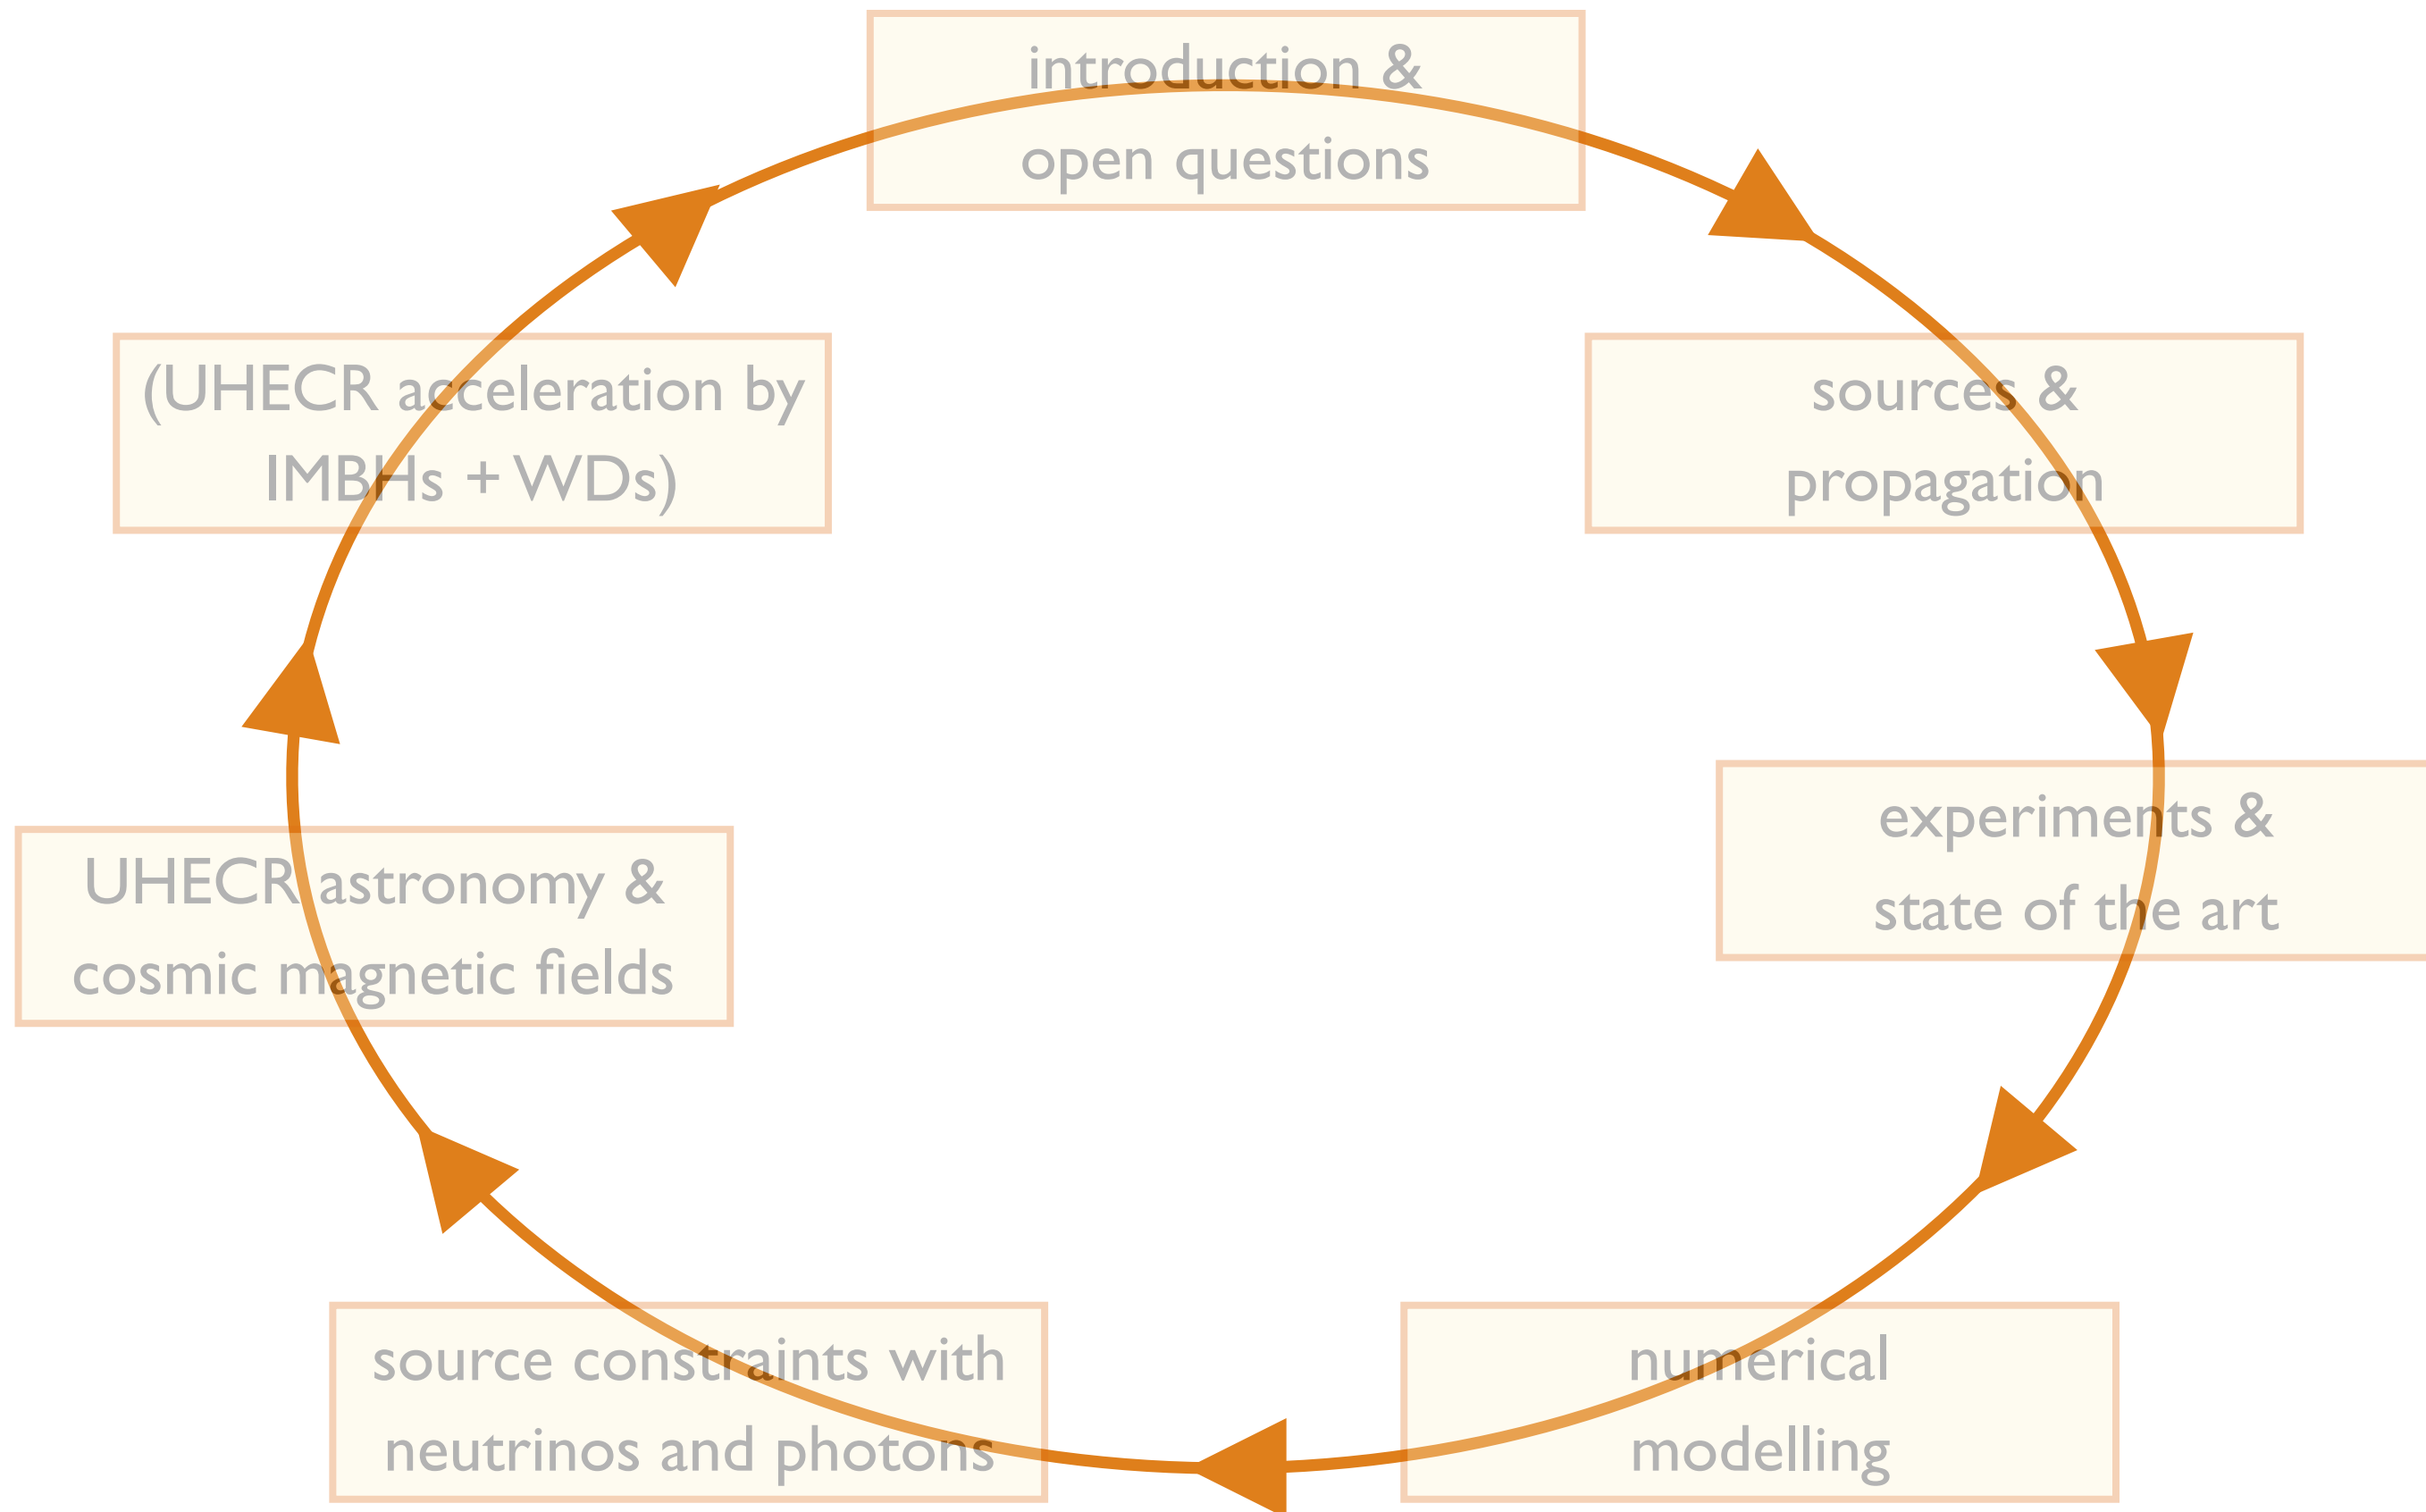 introduction &
open questions
sources &
propagation
experiments &
state of the art
numerical
modelling
source constraints with
neutrinos and photons
UHECR astronomy &
cosmic magnetic fields
(UHECR acceleration by
IMBHs + WDs)